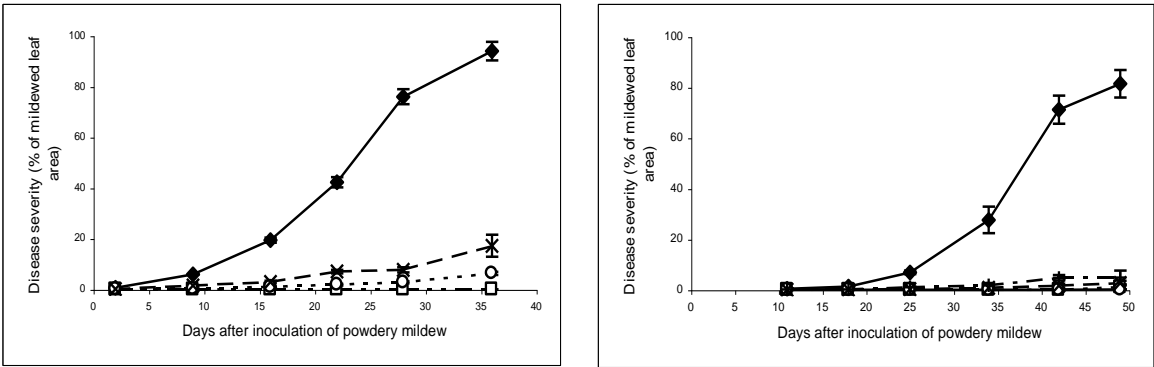 100
80
60
40
20
0
Disease severity (% of mildewed leaf
area)
0 5 10 15 20 25 30 35 40
Days after inoculation of powdery mildew
100
80
60
40
20
0
Disease severity (% of mildewed leaf
area)
0 5 10 15 20 25 30 35 40 45 50
Days after inoculation of powdery mildew